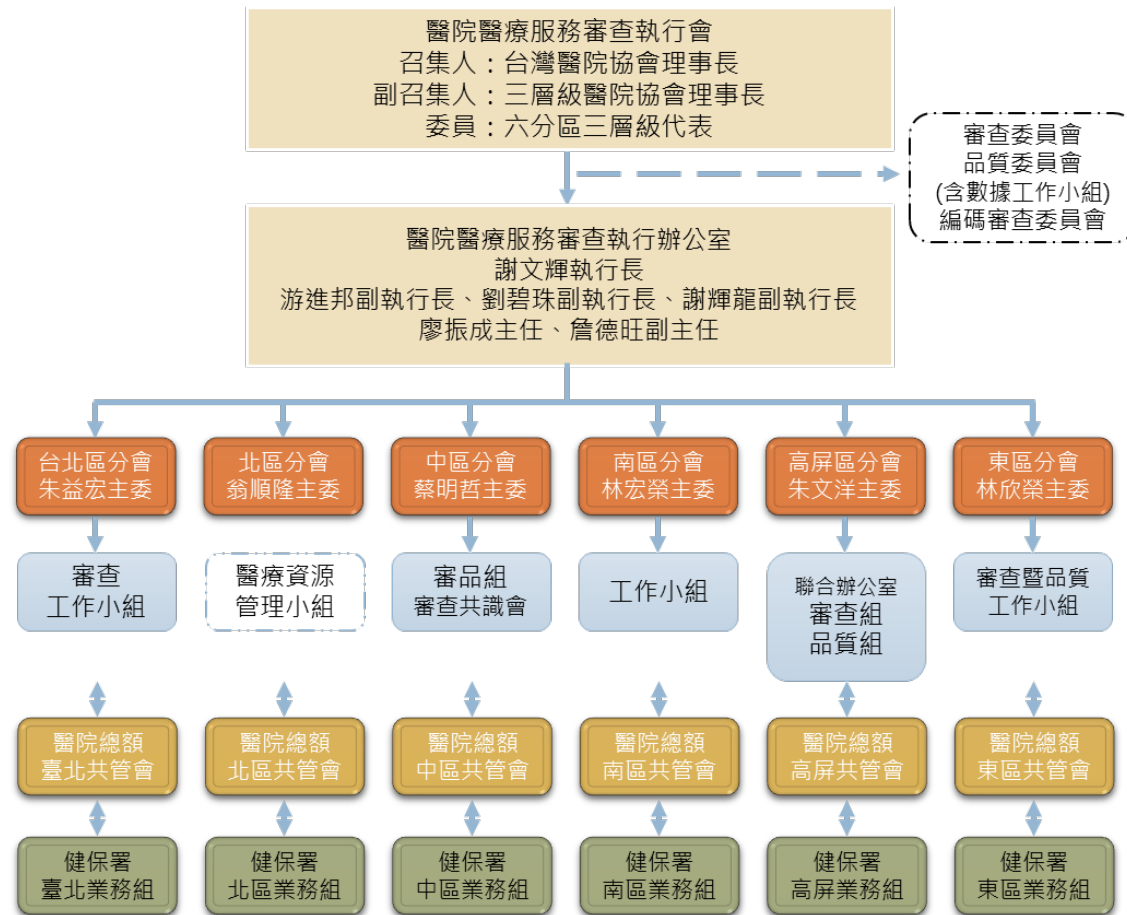 醫院醫療服務審查執行會
召集人：台灣醫院協會理事長
副召集人：三層級醫院協會理事長
委員：六分區三層級代表
審查委員會
品質委員會
(含數據工作小組)
編碼審查委員會
醫院醫療服務審查執行辦公室
謝文輝執行長
游進邦副執行長、劉碧珠副執行長、謝輝龍副執行長
廖振成主任、詹德旺副主任
台北區分會
朱益宏主委
北區分會
翁順隆主委
中區分會
蔡明哲主委
南區分會
林宏榮主委
高屏區分會
朱文洋主委
東區分會
林欣榮主委
審查
工作小組
醫療資源
管理小組
審品組
審查共識會
工作小組
聯合辦公室
審查組
品質組
審查暨品質
工作小組
醫院總額
臺北共管會
醫院總額
北區共管會
醫院總額
中區共管會
醫院總額
南區共管會
醫院總額
高屏共管會
醫院總額
東區共管會
健保署
臺北業務組
健保署
北區業務組
健保署
中區業務組
健保署
南區業務組
健保署
高屏業務組
健保署
東區業務組